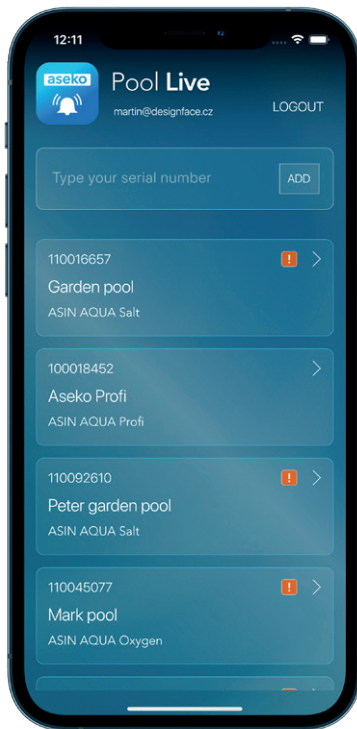 12:11
aseko
Pool Live
martin@designface.cz
LOGOUT
Type your serial number
ADD
110016657
!
Garden pool
ASIN AQUA Salt
100018452
Aseko Profi
ASIN AQUA Profi
110092610
!
Peter garden pool
ASIN AQUA Salt
110045077
!
Mark pool
ASIN AQUA Oxygen